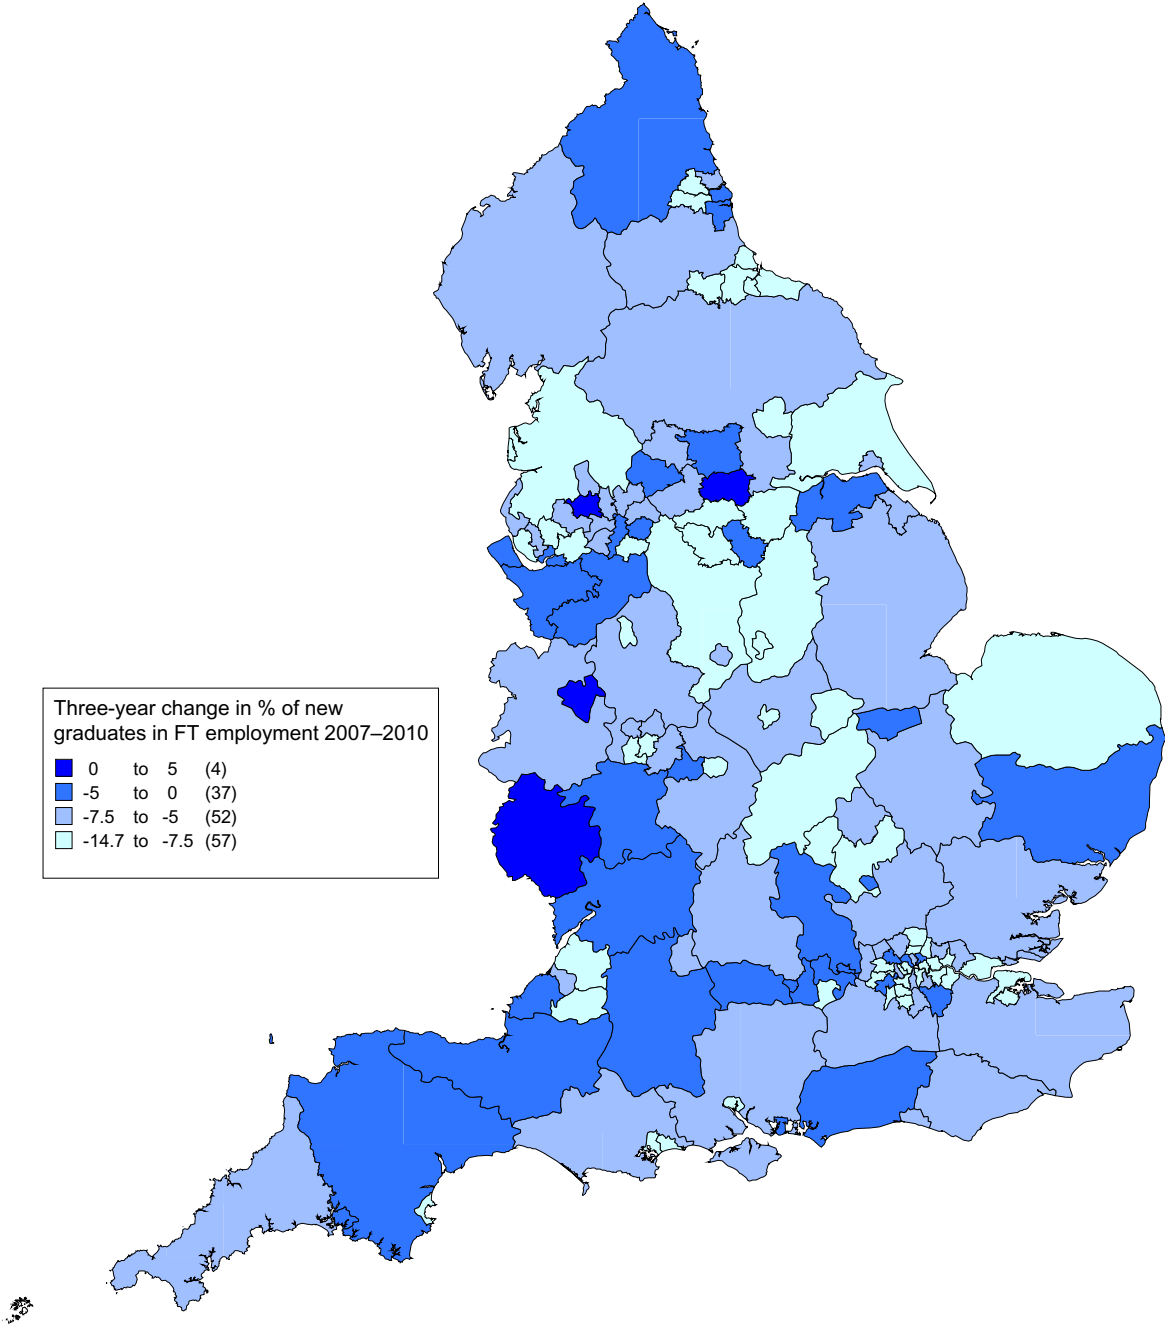 Three-year change in % of new
graduates in FT employment 2007–2010
0 to 5 (4)
-5 to 0 (37)
-7.5 to -5 (52)
-14.7 to -7.5 (57)